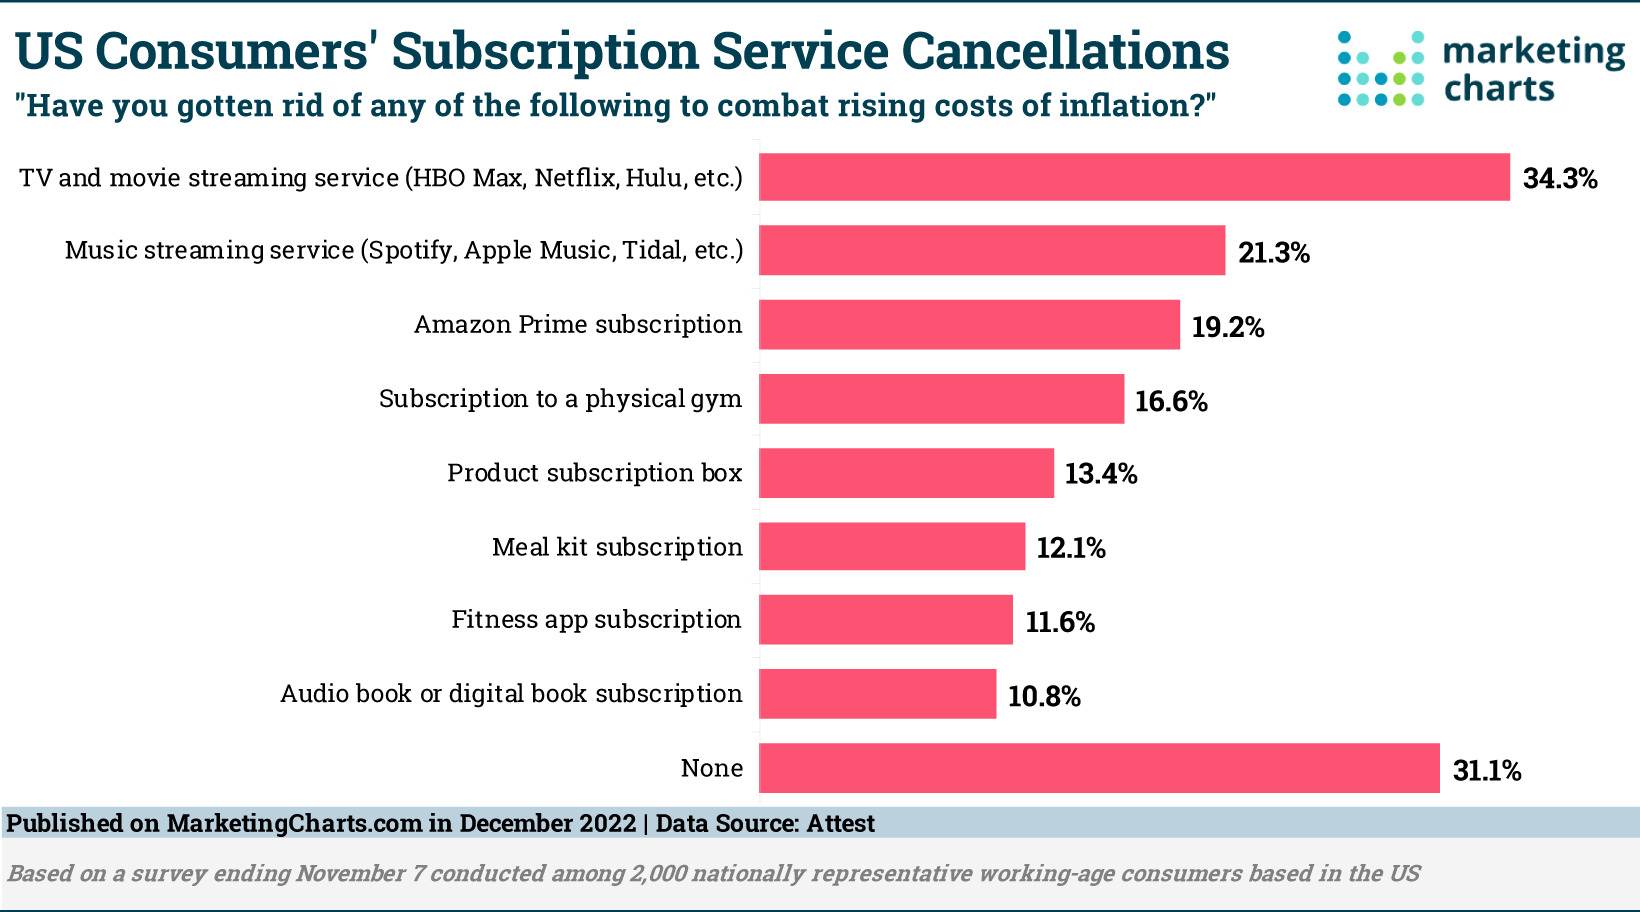 US Consumers' Subscription Service Cancellations
"Have you gotten rid of any of the following to combat rising costs of inflation?"
marketing
charts
TV and movie streaming service (HBO Max, Netflix, Hulu, etc.) 34.3%
Music streaming service (Spotify, Apple Music, Tidal, etc.) 21.3%
Amazon Prime subscription 19.2%
Subscription to a physical gym 16.6%
Product subscription box 13.4%
Meal kit subscription 12.1%
Fitness app subscription 11.6%
Audio book or digital book subscription 10.8%
None 31.1%
Published on MarketingCharts.com in December 2022 | Data Source: Attest
Based on a survey ending November 7 conducted among 2,000 nationally representative working-age consumers based in the US